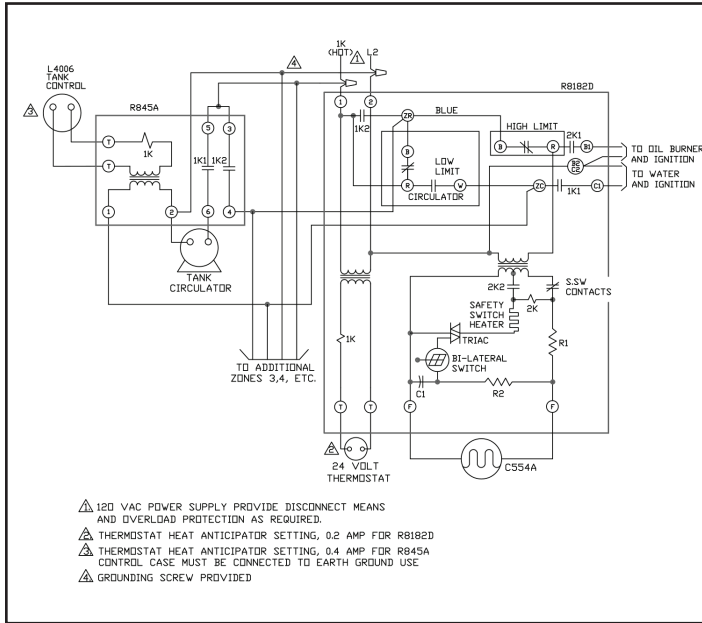 1K
(HOT) 1 L2
4
L4006
TANK
CONTROL
3
R845A
R8182D
T
1K
T
5
3
1K1 1K2
1
2
6
4
TANK
CIRCULATOR
1
2
1K2
ZR
BLUE
HIGH LIMIT
B
R
2K1
B1
TO OIL BURNER
AND IGNITION
B2
C2
TO WATER
AND IGNITION
B
LOW
LIMIT
R
W
CIRCULATOR
ZC
1K1
C1
2K2
S.SW
CONTACTS
SAFETY
SWITCH
HEATER
2K
TRIAC
R1
BI-LATERAL
SWITCH
1K
C1
R2
TO ADDITIONAL
ZONES 3,4, ETC.
T
T
F
F
2
24 VOLT
THERMOSTAT
C554A
1 120 VAC POWER SUPPLY PROVIDE DISCONNECT MEANS
AND OVERLOAD PROTECTION AS REQUIRED.
2 THERMOSTAT HEAT ANTICIPATOR SETTING, 0.2 AMP FOR R8182D
3 THERMOSTAT HEAT ANTICIPATOR SETTING, 0.4 AMP FOR R845A
CONTROL CASE MUST BE CONNECTED TO EARTH GROUND USE
4 GROUNDING SCREW PROVIDED